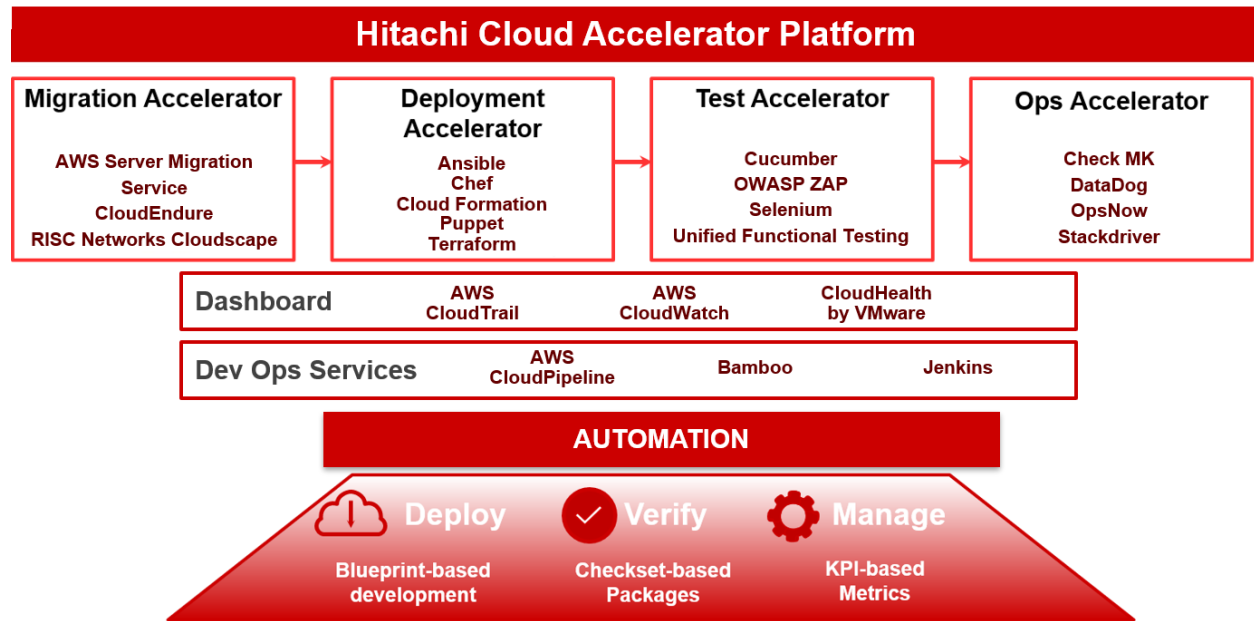 Hitachi Cloud Accelerator Platform
Migration Accelerator
AWS Server Migration
Service
CloudEndure
RISC Networks Cloudscape
Deployment
Accelerator
Ansible
Chef
Cloud Formation
Puppet
Terraform
Test Accelerator
Cucumber
OWASP ZAP
Selenium
Unified Functional Testing
Ops Accelerator
Check MK
DataDog
OpsNow
Stackdriver
Dashboard
AWS
CloudTrail
AWS
CloudWatch
CloudHealth
by VMware
Dev Ops Services
AWS
CloudPipeline
Bamboo
Jenkins
AUTOMATION
Deploy
Blueprint-based
development
Verify
Checkset-based
Packages
Manage
KPI-based
Metrics